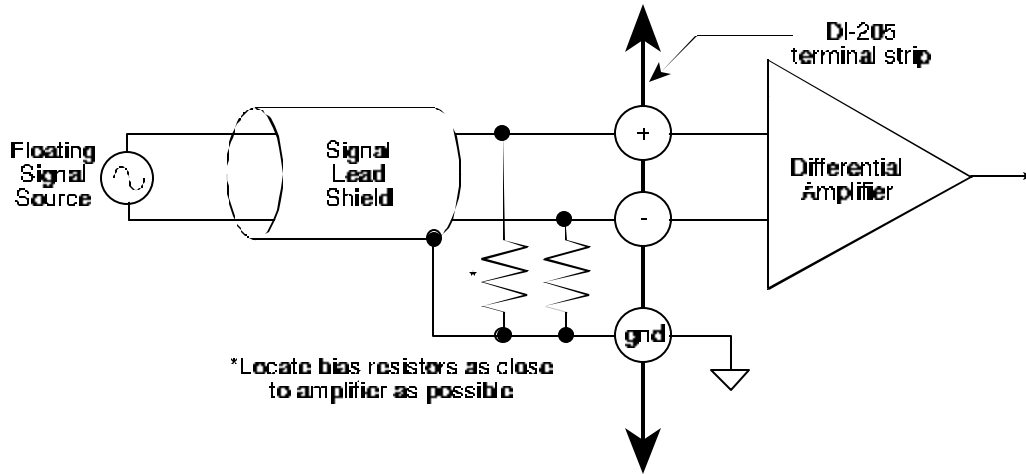 DI-205
terminal strip
Floating
Signal
Source
Signal
Lead
Shield
+
-
Differential
Amplifier
*
gnd
*Locate bias resistors as close
to amplifier as possible